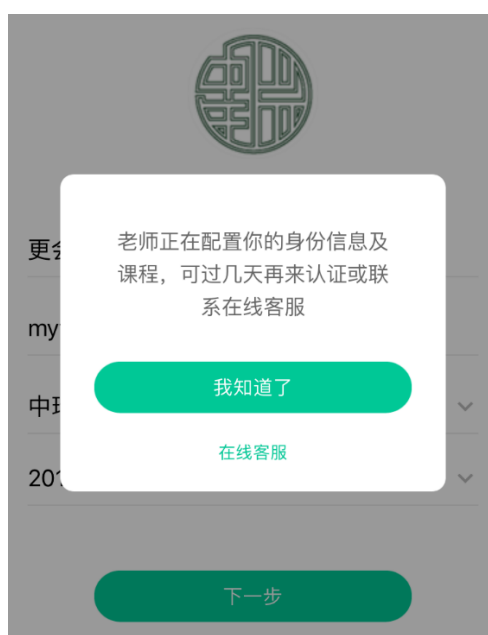 更
老师正在配置你的身份信息及
课程，可过几天再来认证或联
系在线客服
my
我知道了
中
在线客服
201
下一步